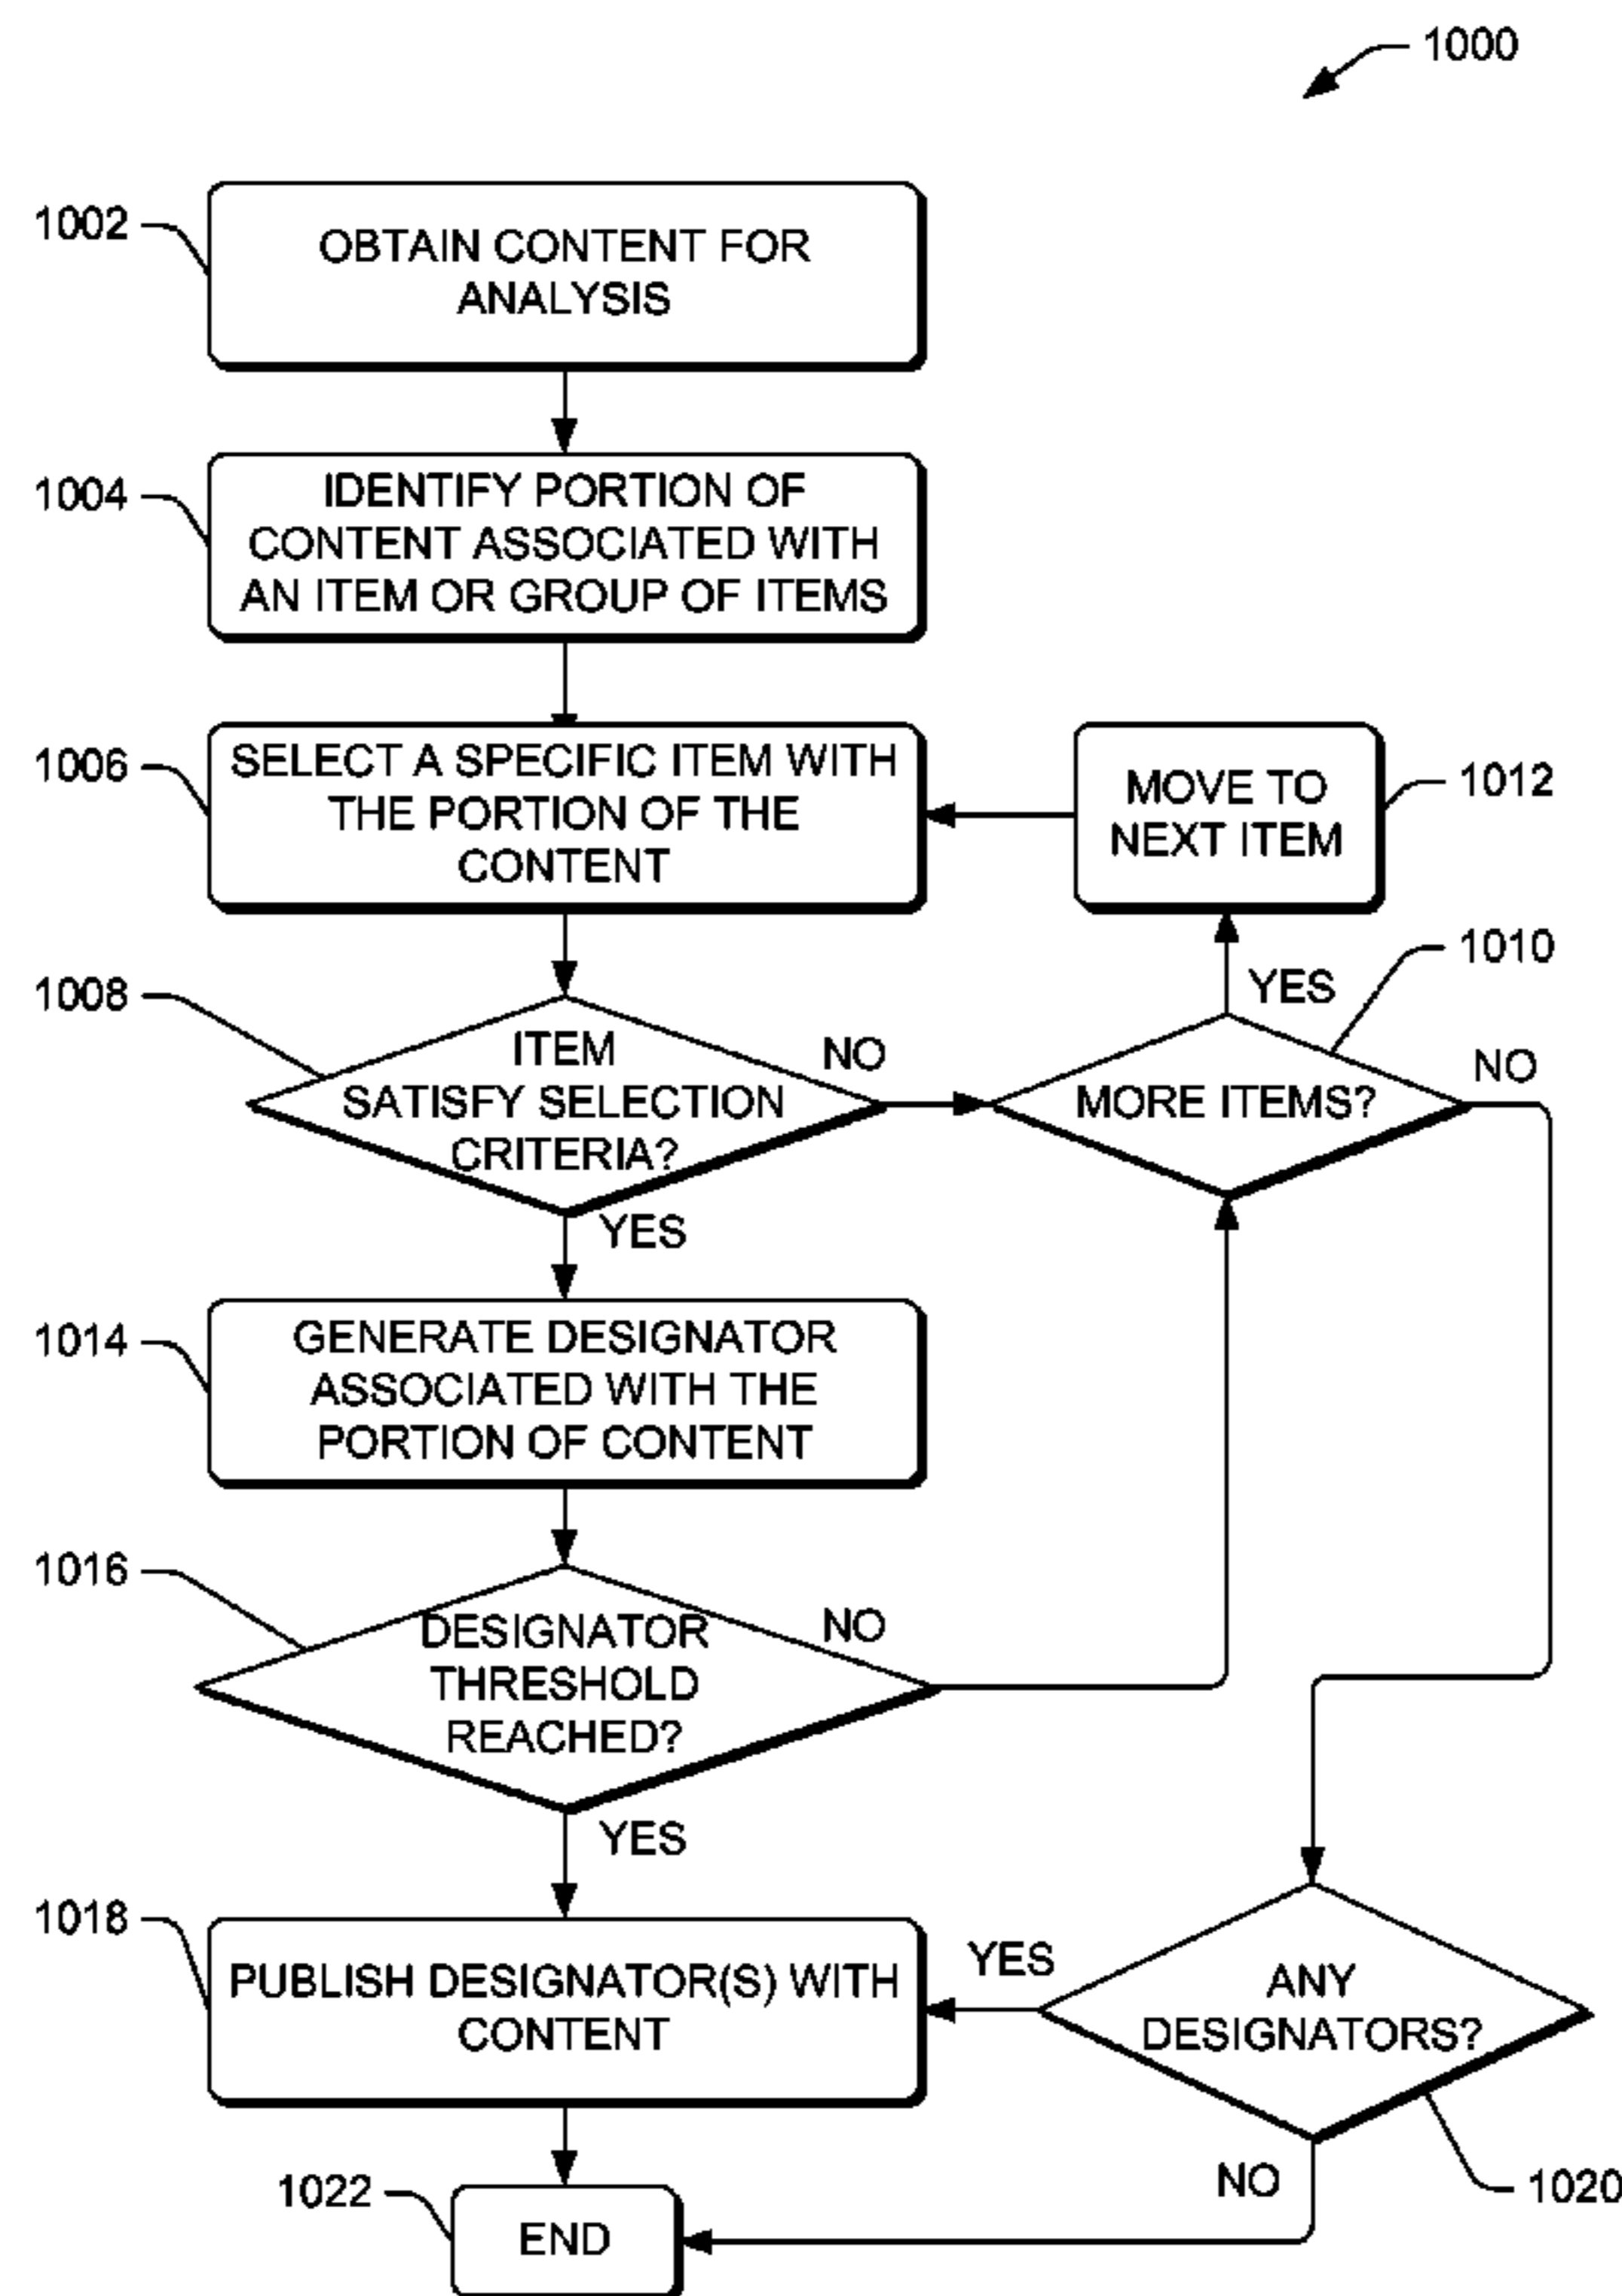 1000
1002
OBTAIN CONTENT FOR
ANALYSIS
1004
IDENTIFY PORTION OF
CONTENT ASSOCIATED WITH
AN ITEM OR GROUP OF ITEMS
1006
SELECT A SPECIFIC ITEM WITH
THE PORTION OF THE
CONTENT
MOVE TO
NEXT ITEM
1012
1008
ITEM
SATISFY SELECTION
CRITERIA?
NO
YES
MORE ITEMS?
YES
1010
NO
1014
GENERATE DESIGNATOR
ASSOCIATED WITH THE
PORTION OF CONTENT
1016
DESIGNATOR
THRESHOLD
REACHED?
NO
YES
1018
PUBLISH DESIGNATOR(S) WITH
CONTENT
YES
ANY
DESIGNATORS?
NO
1020
1022
END